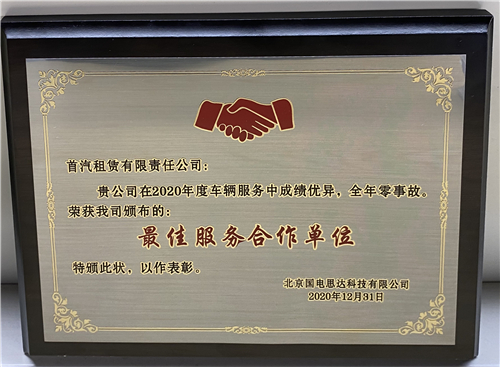 首汽租赁有限责任公司：
贵公司在2020年度车辆服务中成绩优异，全年零事故。
荣获我司颁布的：
最佳服务合作单位
特颁此状，以作表彰。
北京国电思达科技有限公司
2020年12月31日